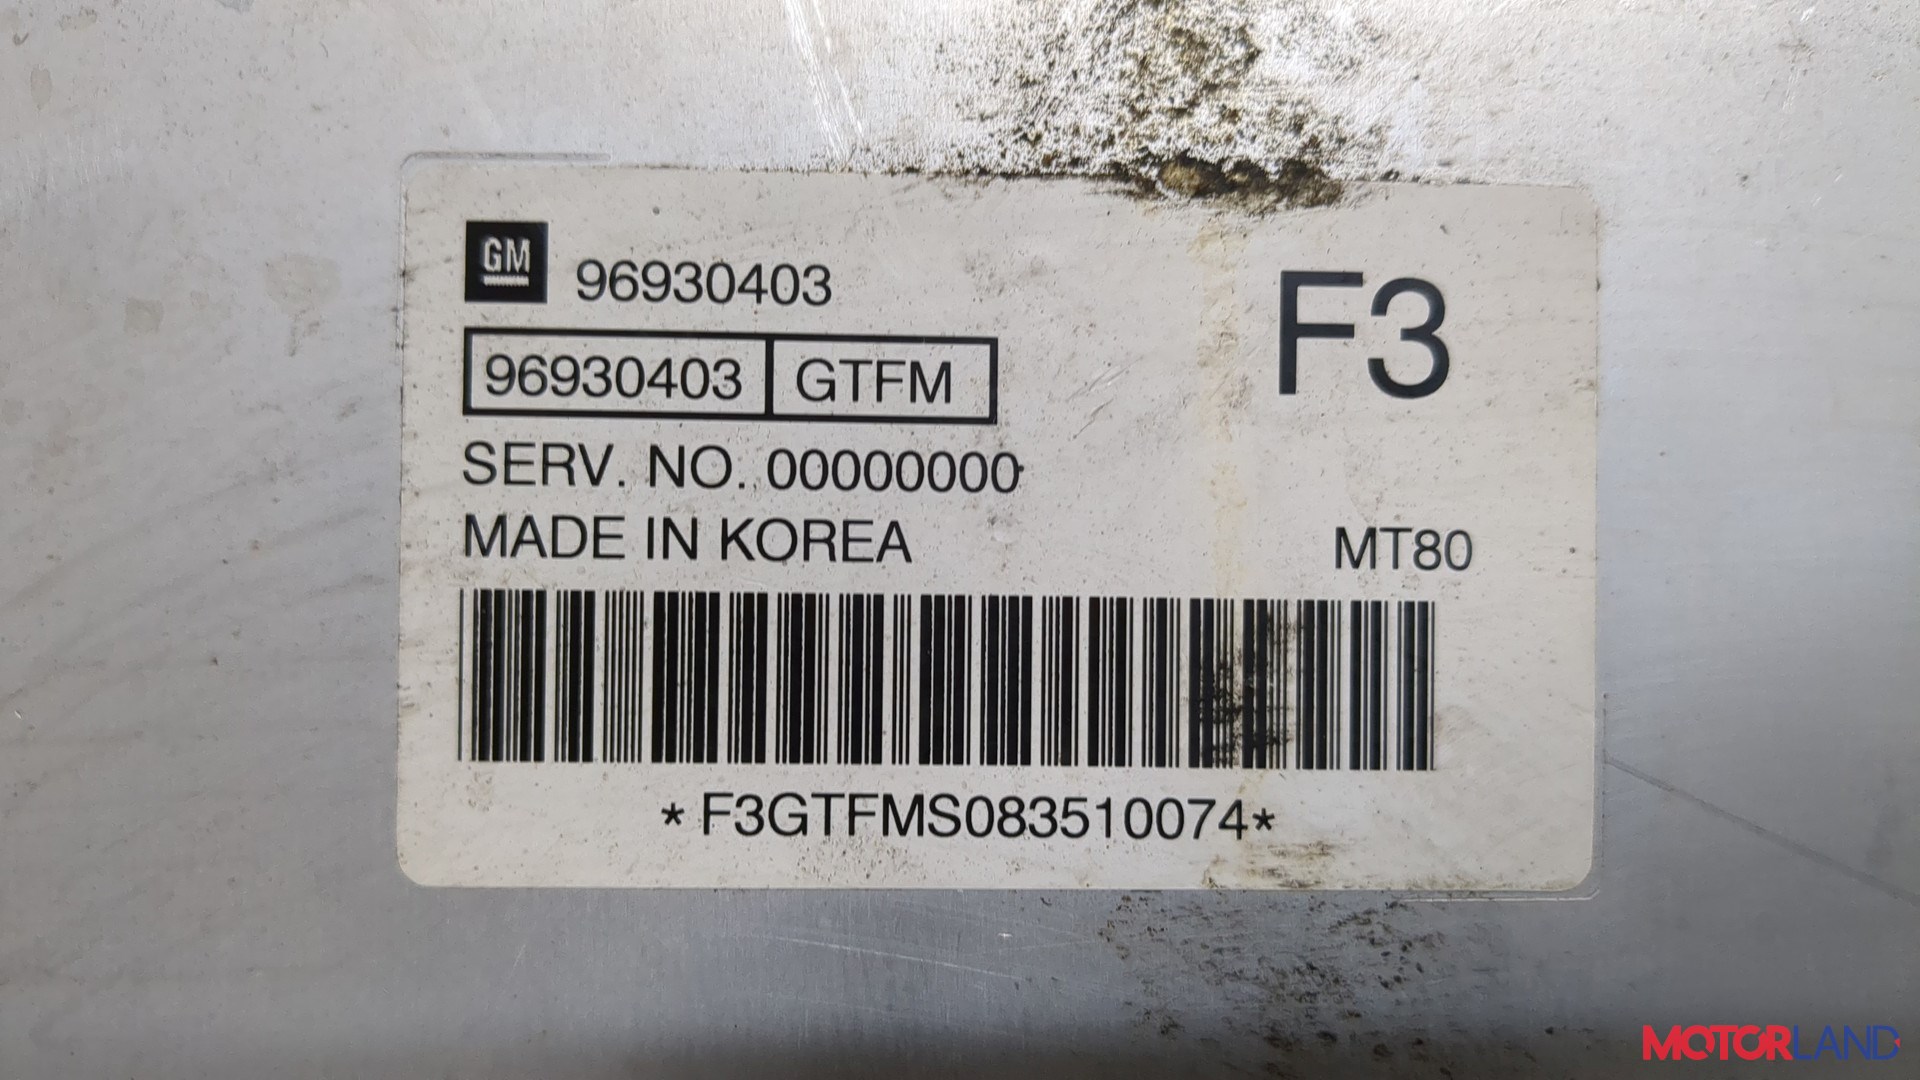 GM 96930403
96930403 GTFM
F3
SERV. NO. 00000000
MADE IN KOREA
MT80
* F3GTFMS083510074*
MOTORLAND